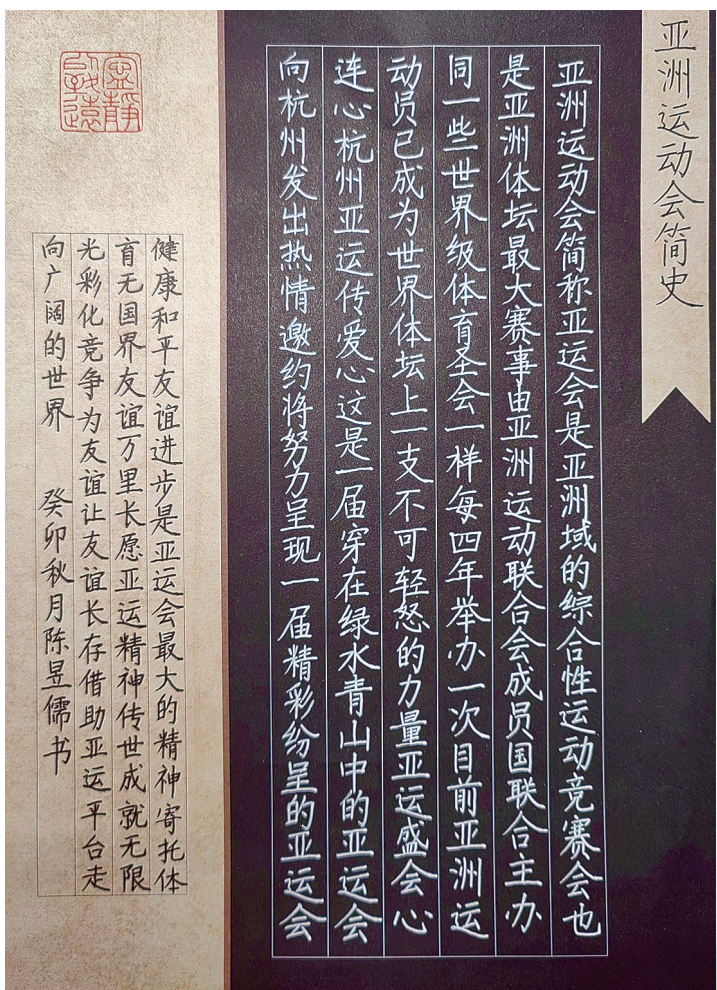 亚洲运动会简史
亚洲运动会简称亚运会是亚洲域的综合性运动竞赛会也
是亚洲体坛最大赛事由亚洲运动联合会成员国联合主办
同一些世界级体育圣会一样每四年举办一次目前亚洲运
动员已成为世界体坛上一支不可轻怒的力量亚运盛会心
连心杭州亚运传爱心这是一届穿在绿水青山中的亚运会
向杭州发出热情邀约将努力呈现一届精彩纷呈的亚运会
健康和平友谊进步是亚运会最大的精神寄托体
育无国界友谊万里长愿亚运精神传世成就无限
光彩化竞争为友谊让友谊长存借助亚运平台走
向广阔的世界 癸卯秋月陈昱儒书
宁静
致远